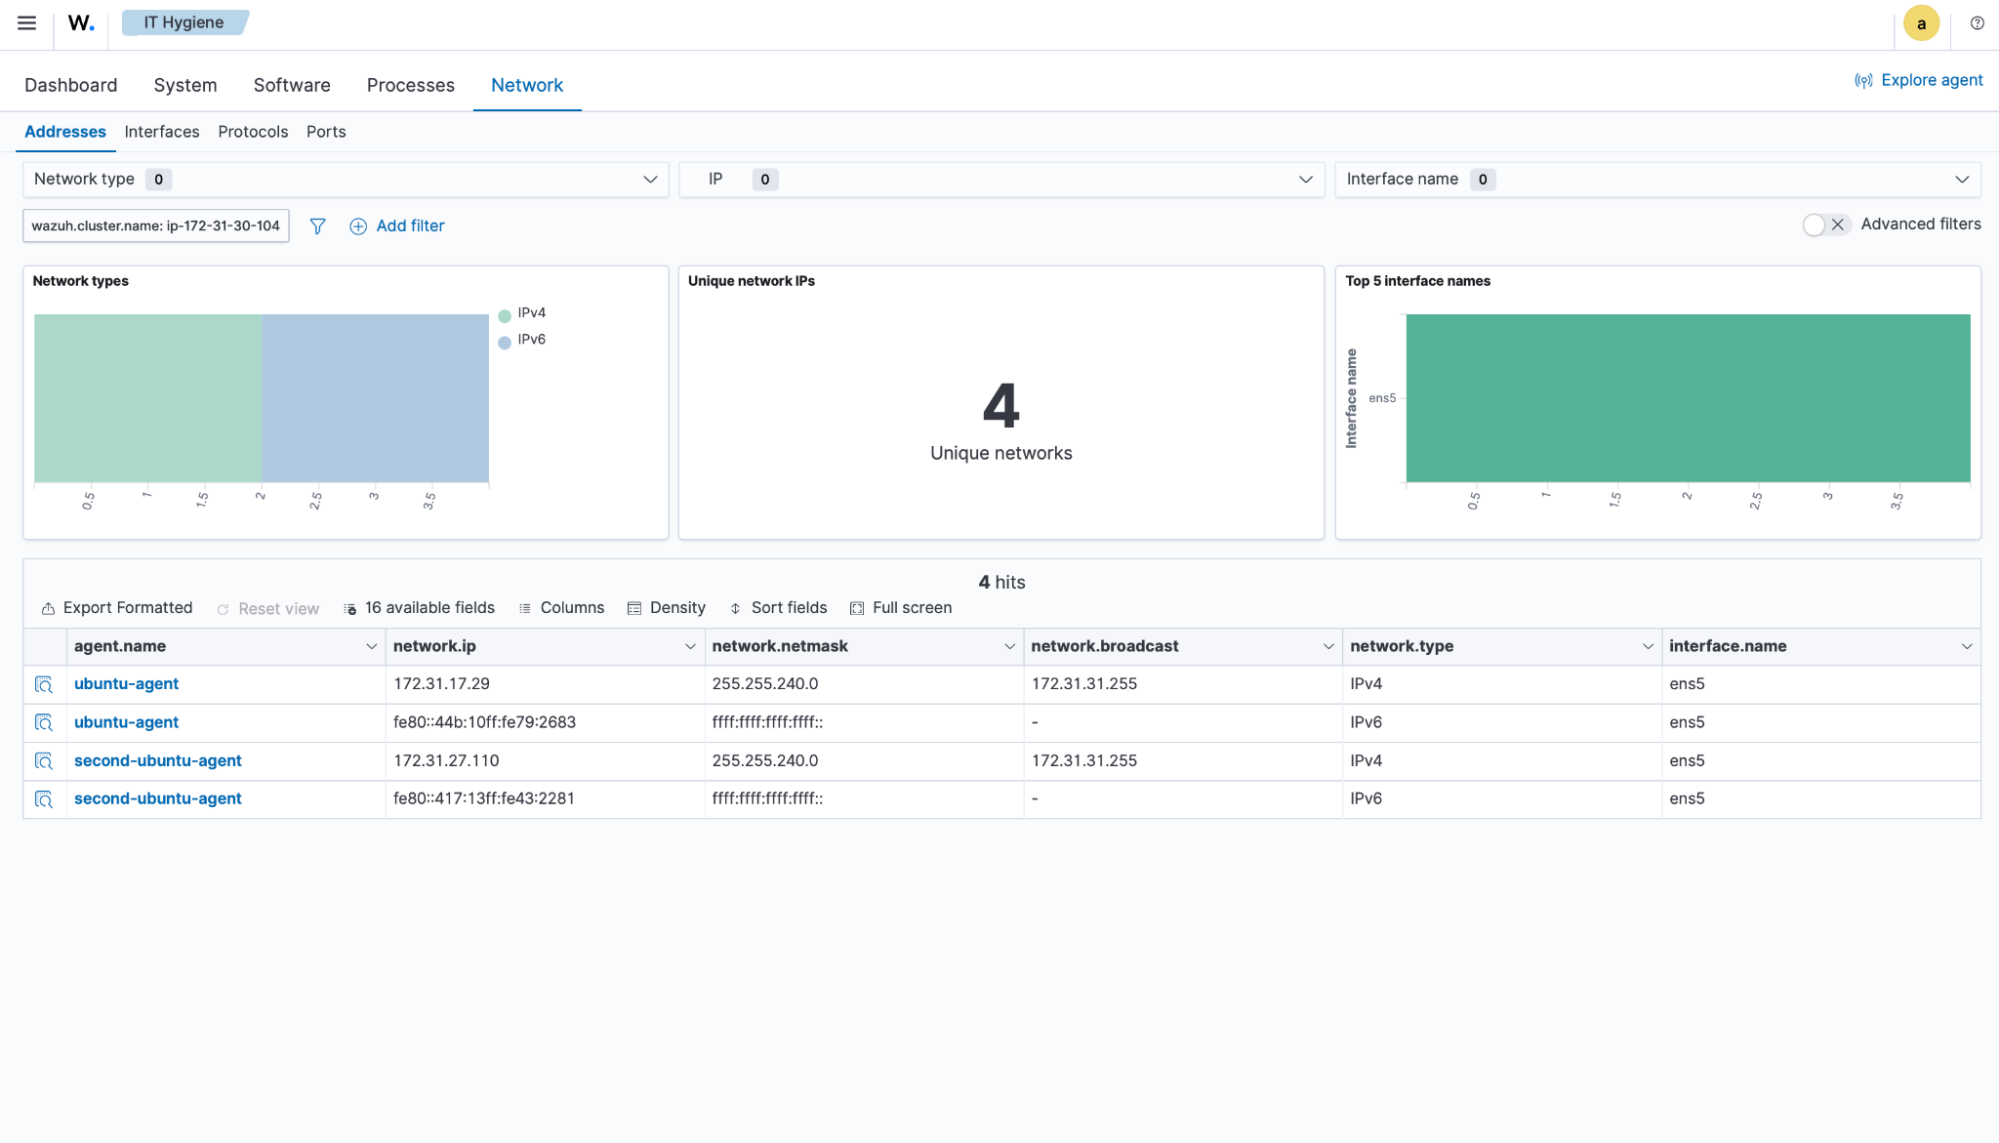 W. IT Hygiene a
Dashboard System Software Processes Network Explore agent
Addresses Interfaces Protocols Ports
Network type 0 IP 0 Interface name 0
wazuh.cluster.name: ip-172-31-30-104 Add filter Advanced filters
Network types
IPv4
IPv6
0.5 1 1.5 2 2.5 3 3.5
Unique network IPs
4
Unique networks
Top 5 interface names
Interface name
ens5
0.5 1 1.5 2 2.5 3 3.5
4 hits
Export Formatted Reset view 16 available fields Columns Density Sort fields Full screen
agent.name network.ip network.netmask network.broadcast network.type interface.name
ubuntu-agent 172.31.17.29 255.255.240.0 172.31.31.255 IPv4 ens5
ubuntu-agent fe80::44b:10ff:fe79:2683 ffff:ffff:ffff:ffff:: - IPv6 ens5
second-ubuntu-agent 172.31.27.110 255.255.240.0 172.31.31.255 IPv4 ens5
second-ubuntu-agent fe80::417:13ff:fe43:2281 ffff:ffff:ffff:ffff:: - IPv6 ens5